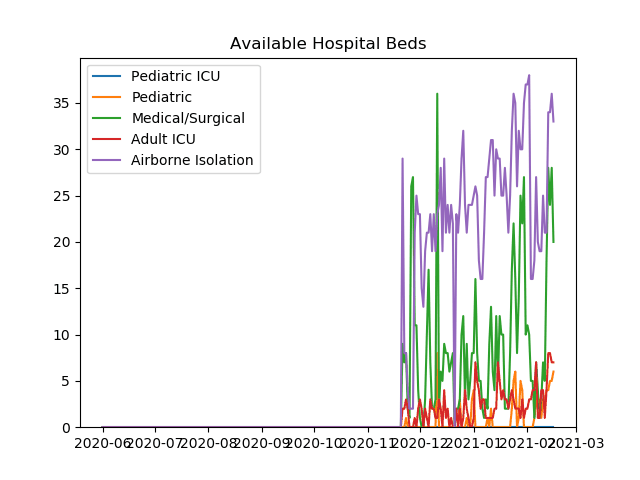 Available Hospital Beds
Pediatric ICU
Pediatric
Medical/Surgical
Adult ICU
Airborne Isolation
35
30
25
20
15
10
5
0
2020-06 2020-07 2020-08 2020-09 2020-10 2020-11 2020-12 2021-01 2021-02 2021-03